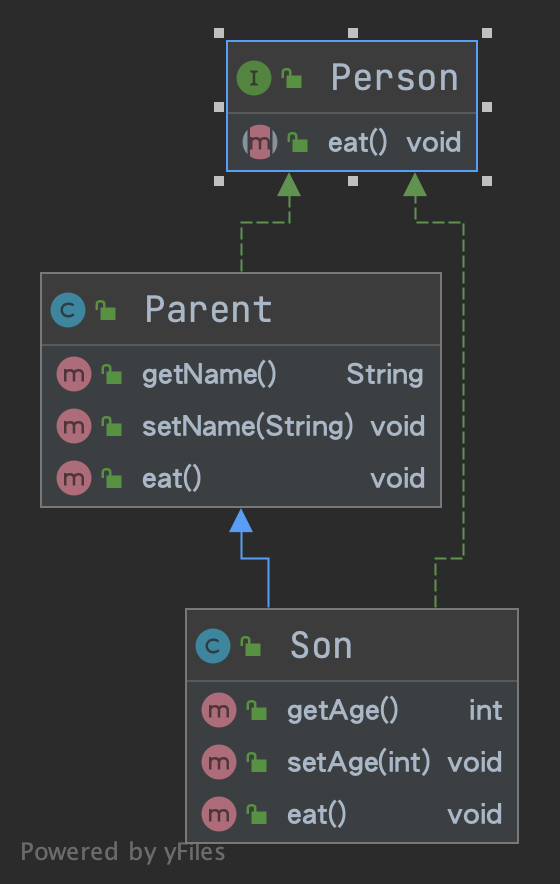 I Person
m eat() void
C Parent
m getName() String
m setName(String) void
m eat() void
C Son
m getAge() int
m setAge(int) void
m eat() void
Powered by yFiles